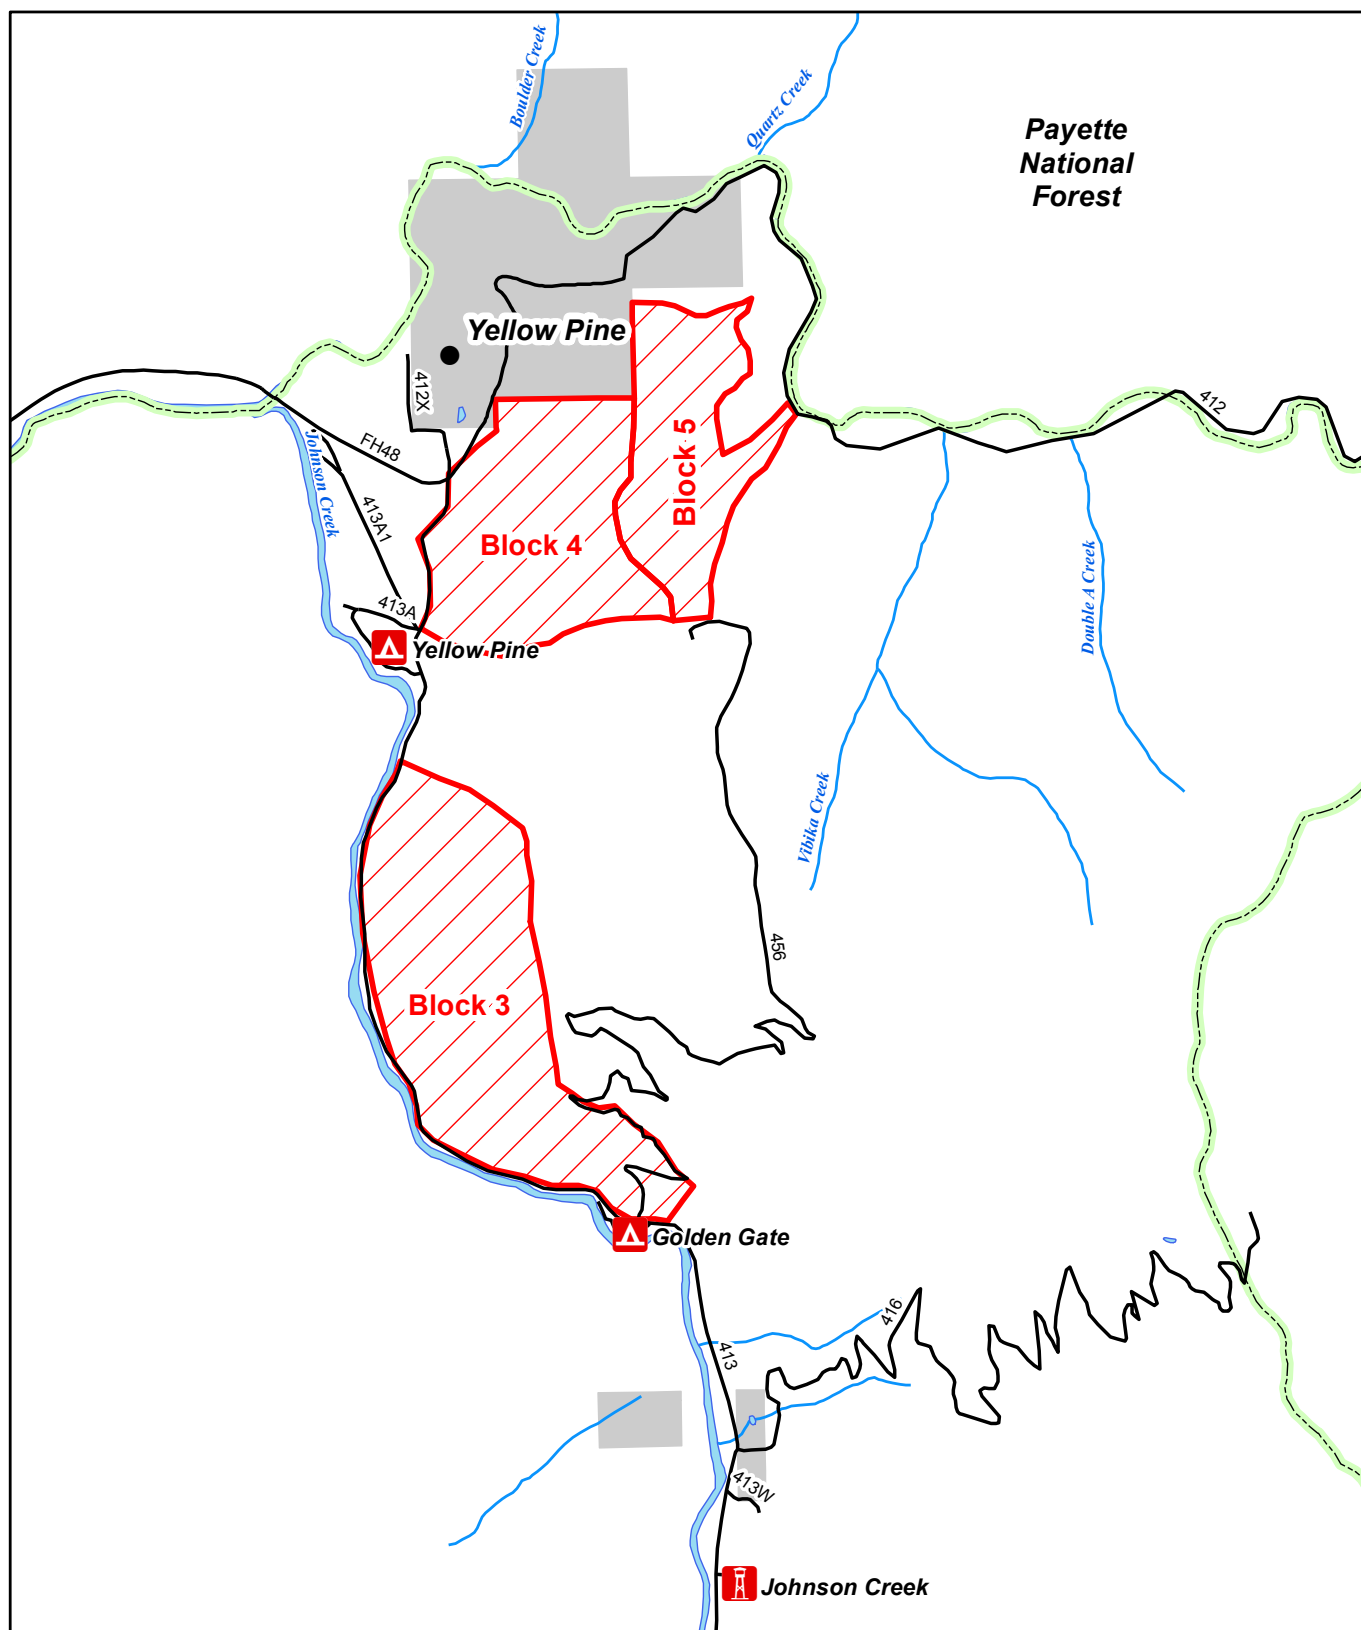 Boulder Creek
Quartz Creek
Payette
National
Forest
Yellow Pine
412X
412
FH48
Johnson Creek
413A1
Block 5
Block 4
413A
Yellow Pine
Double A Creek
Vibika Creek
456
Block 3
Golden Gate
416
413
413W
Johnson Creek